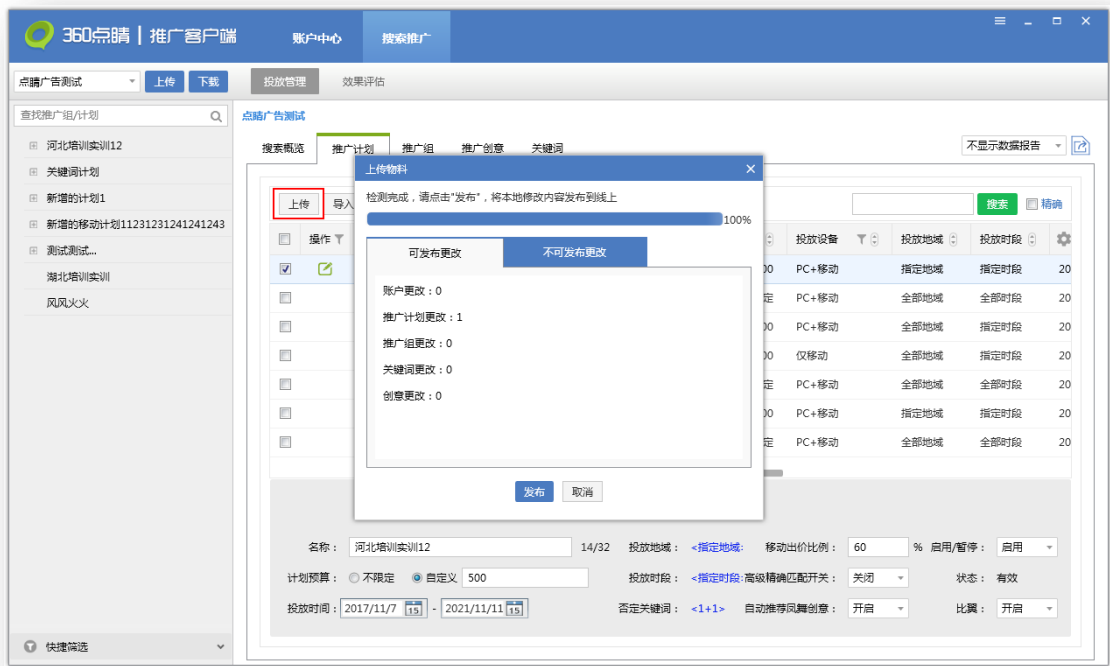 360点睛 | 推广客户端 账户中心 搜索推广
点睛广告测试 上传 下载 投放管理 效果评估
查找推广组/计划 点睛广告测试
河北培训实训12
关键词计划
新增的计划1
新增的移动计划11231231241241243
测试测试...
湖北培训实训
风风火火
快捷筛选
搜索概览 推广计划 推广组 推广创意 关键词 不显示数据报告
上传 导入 搜索 精确
操作 投放设备 投放地域 投放时段
00 PC+移动 指定地域 指定时段 20
定 PC+移动 全部地域 全部时段 20
00 PC+移动 全部地域 指定时段 20
00 仅移动 全部地域 指定时段 20
定 PC+移动 全部地域 全部时段 20
00 PC+移动 指定地域 指定时段 20
定 PC+移动 全部地域 全部时段 20
上传物料
检测完成，请点击"发布"，将本地修改内容发布到线上
100%
可发布更改 不可发布更改
账户更改：0
推广计划更改：1
推广组更改：0
关键词更改：0
创意更改：0
发布 取消
名称： 河北培训实训12 14/32 投放地域： <指定地域: 移动出价比例： 60 % 启用/暂停： 启用
计划预算： 不限定 自定义 500 投放时段： <指定时段: 高级精确匹配开关： 关闭 状态： 有效
投放时间： 2017/11/7 15 - 2021/11/11 15 否定关键词： <1+1> 自动推荐凤舞创意： 开启 比翼： 开启